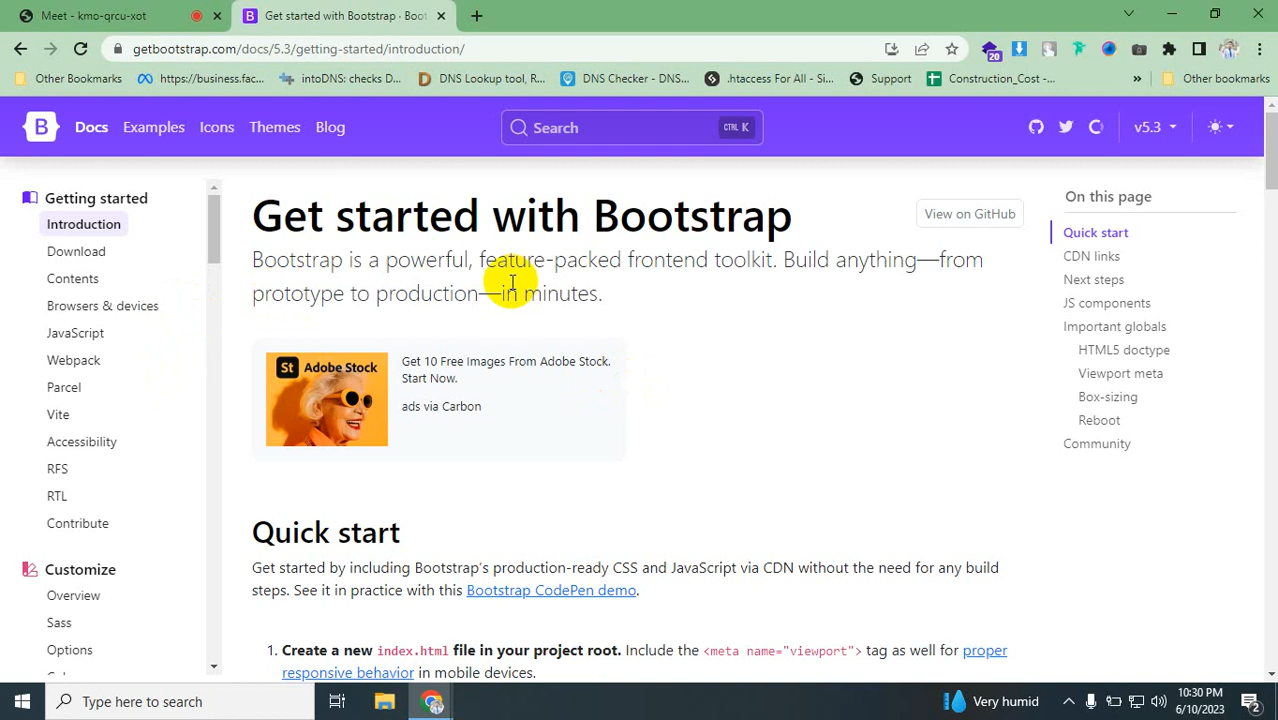 Meet - kmo-qrcu-xot
Get started with Bootstrap · Boo
getbootstrap.com/docs/5.3/getting-started/introduction/
20
Other Bookmarks
https://business.fac...
intoDNS: checks D...
DNS Lookup tool, R...
DNS Checker - DNS...
.htaccess For All - Si...
Support
Construction_Cost -...
»
Other bookmarks
B Docs Examples Icons Themes Blog
Search CTRL K
v5.3
Getting started
Introduction
Download
Contents
Browsers & devices
JavaScript
Webpack
Parcel
Vite
Accessibility
RFS
RTL
Contribute
Customize
Overview
Sass
Options
Get started with Bootstrap
View on GitHub
Bootstrap is a powerful, feature-packed frontend toolkit. Build anything—from
prototype to production—in minutes.
St Adobe Stock
Get 10 Free Images From Adobe Stock.
Start Now.
ads via Carbon
Quick start
Get started by including Bootstrap's production-ready CSS and JavaScript via CDN without the need for any build
steps. See it in practice with this Bootstrap CodePen demo.
1. Create a new index.html file in your project root. Include the <meta name="viewport"> tag as well for proper
responsive behavior in mobile devices.
On this page
Quick start
CDN links
Next steps
JS components
Important globals
HTML5 doctype
Viewport meta
Box-sizing
Reboot
Community
Type here to search
Very humid
10:30 PM
6/10/2023
2